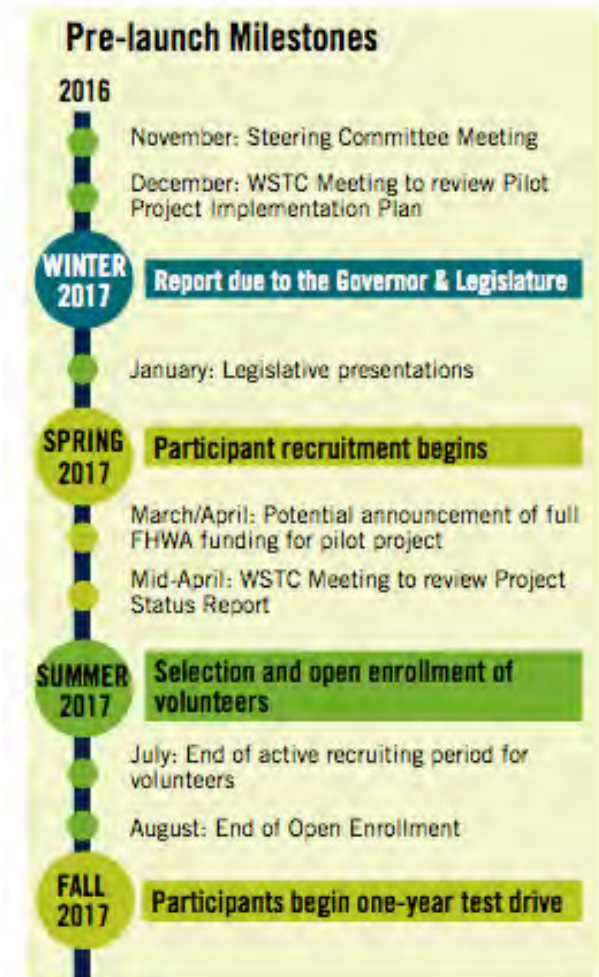 Pre-launch Milestones
2016
November: Steering Committee Meeting
December: WSTC Meeting to review Pilot
Project Implementation Plan
WINTER
2017
Report due to the Governor & Legislature
January: Legislative presentations
SPRING
2017
Participant recruitment begins
March/April: Potential announcement of full
FHWA funding for pilot project
Mid-April: WSTC Meeting to review Project
Status Report
SUMMER
2017
Selection and open enrollment of
volunteers
July: End of active recruiting period for
volunteers
August: End of Open Enrollment
FALL
2017
Participants begin one-year test drive